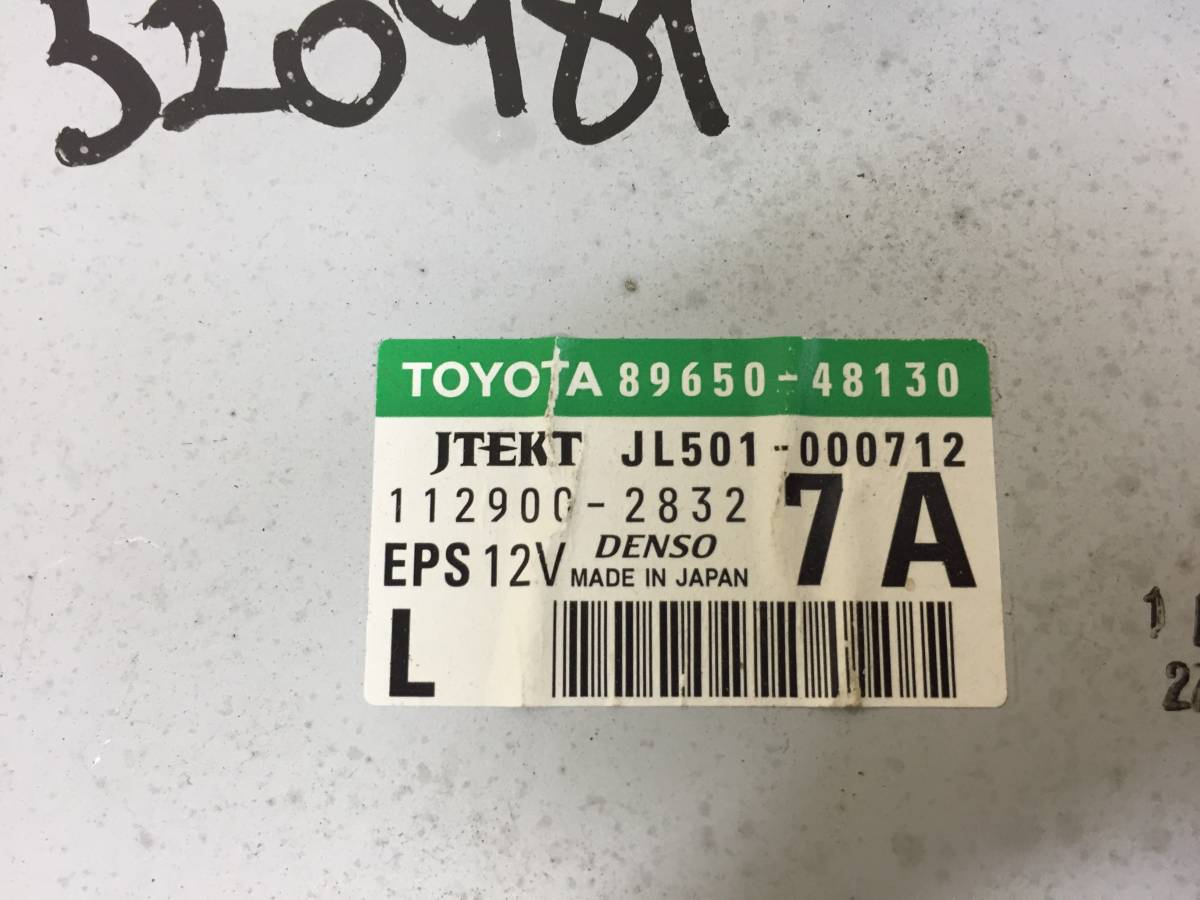 320981
TOYOTA 89650-48130
JTEKT JL501-000712
112900-2832
7A
EPS 12V
DENSO
MADE IN JAPAN
L